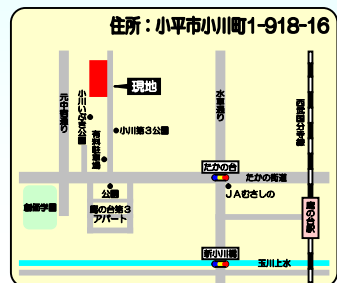 住所：小平市小川町1-918-16
現地
元中宿通り
小川いぶき公園
有料駐車場
小川第3公園
水車通り
西武国分寺線
たかの台
たかの街道
公園
JAむさしの
創価学園
鷹の台第3
アパート
鷹の台駅
新小川橋
玉川上水